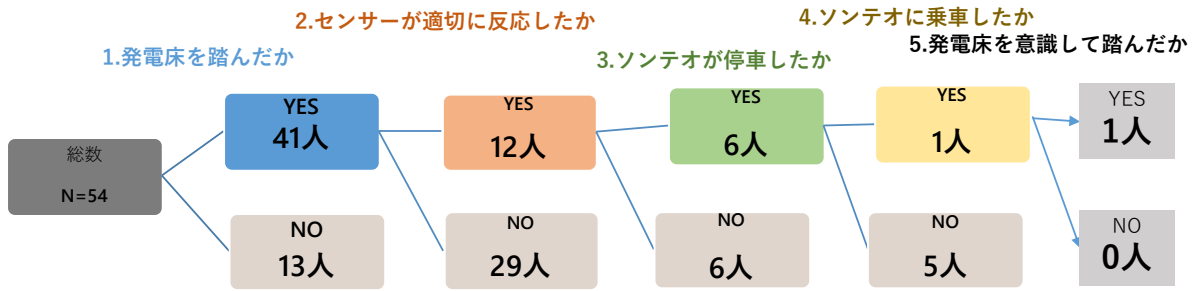 1.発電床を踏んだか
2.センサーが適切に反応したか
3.ソンテオが停車したか
4.ソンテオに乗車したか
5.発電床を意識して踏んだか
総数
N=54
YES
41人
NO
13人
YES
12人
NO
29人
YES
6人
NO
6人
YES
1人
NO
5人
YES
1人
NO
0人